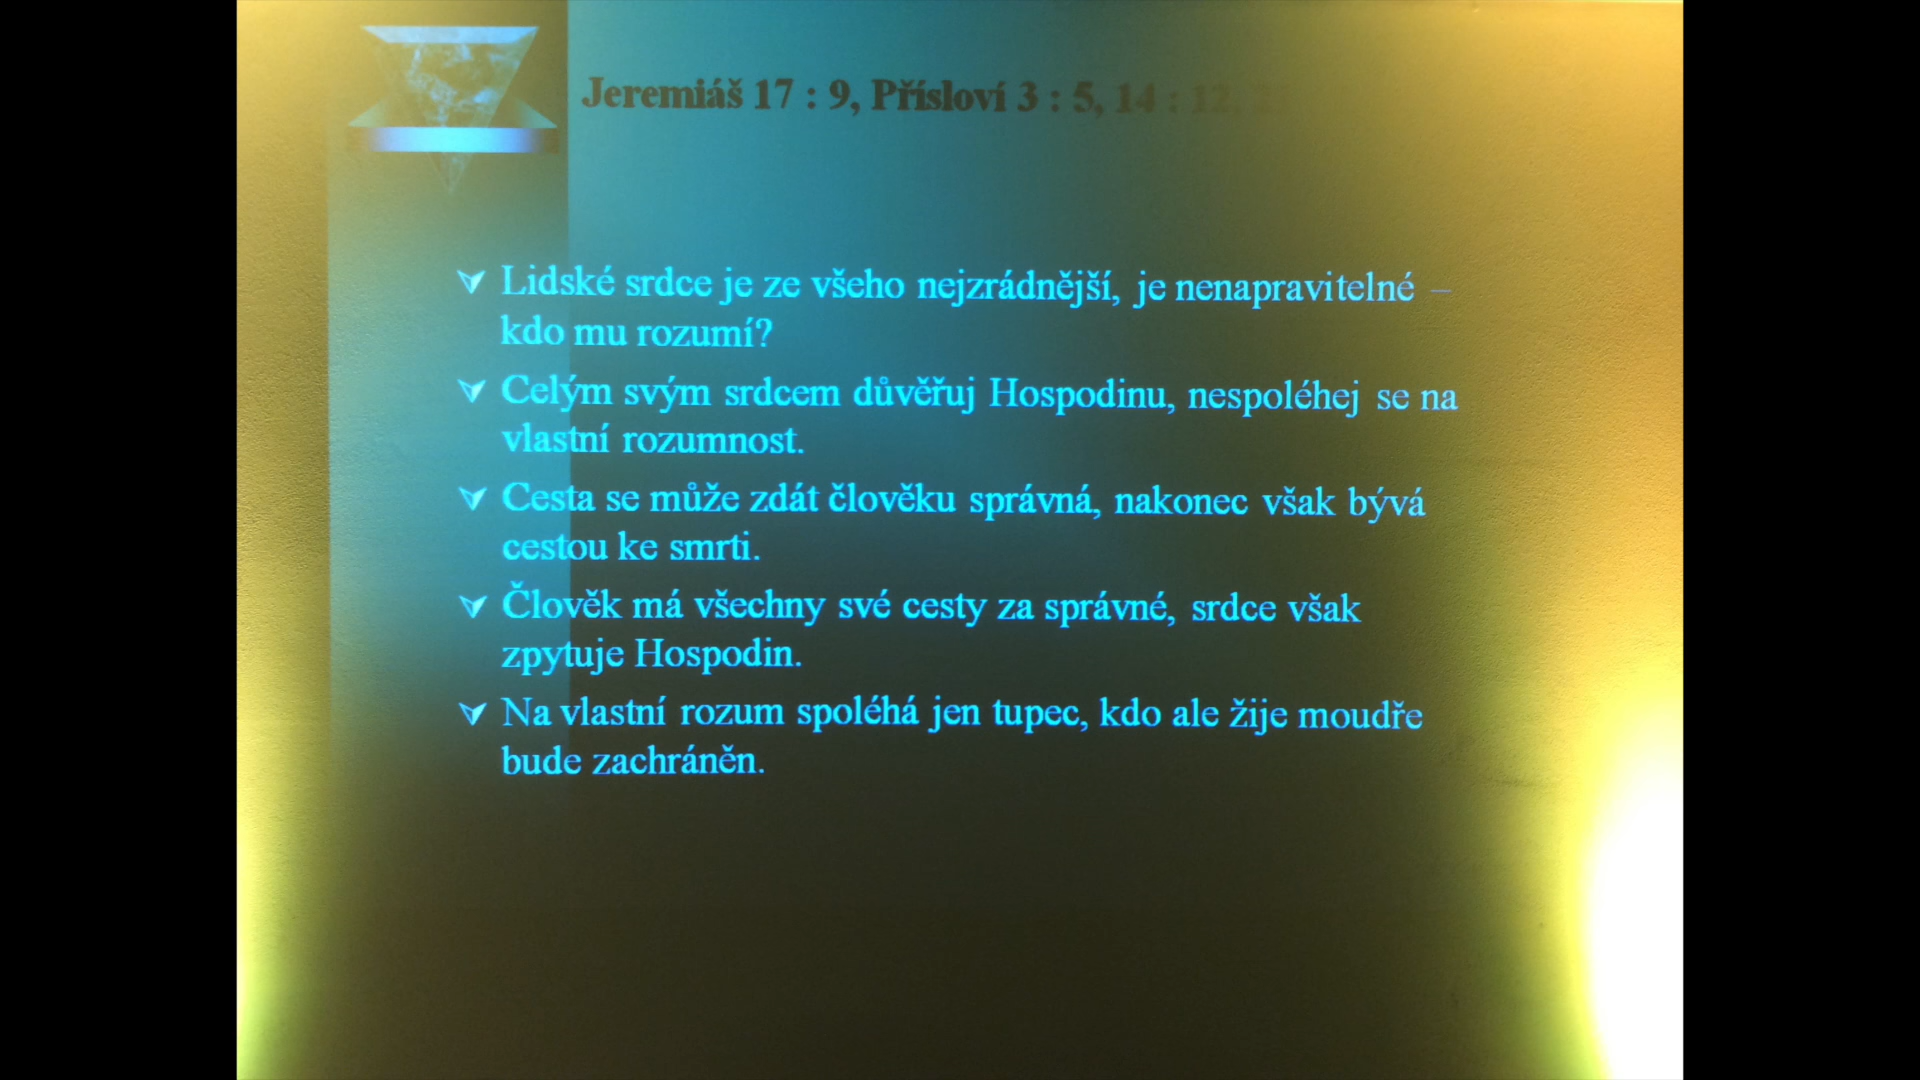 Jeremiáš 17 : 9, Přísloví 3 : 5, 14 : 12,
Lidské srdce je ze všeho nejzrádnější, je nenapravitelné –
kdo mu rozumí?
Celým svým srdcem důvěřuj Hospodinu, nespoléhej se na
vlastní rozumnost.
Cesta se může zdát člověku správná, nakonec však bývá
cestou ke smrti.
Člověk má všechny své cesty za správné, srdce však
zpytuje Hospodin.
Na vlastní rozum spoléhá jen tupec, kdo ale žije moudře
bude zachráněn.